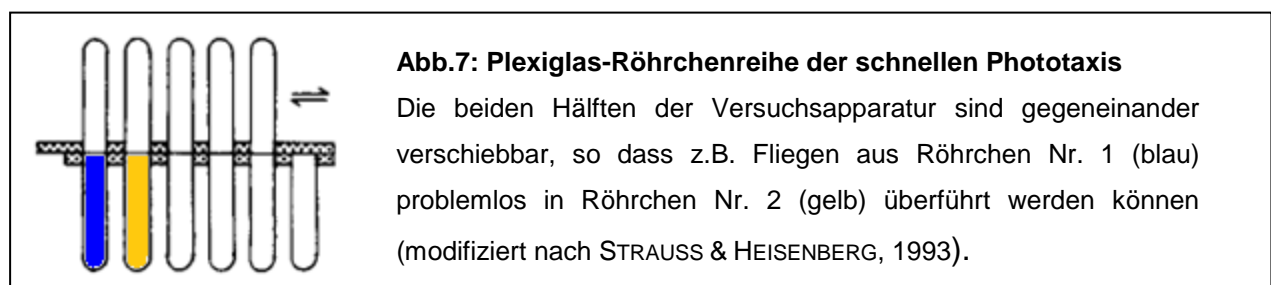 Abb.7: Plexiglas-Röhrchenreihe der schnellen Phototaxis
Die beiden Hälften der Versuchsapparatur sind gegeneinander
verschiebbar, so dass z.B. Fliegen aus Röhrchen Nr. 1 (blau)
problemlos in Röhrchen Nr. 2 (gelb) überführt werden können
(modifiziert nach STRAUSS & HEISENBERG, 1993).